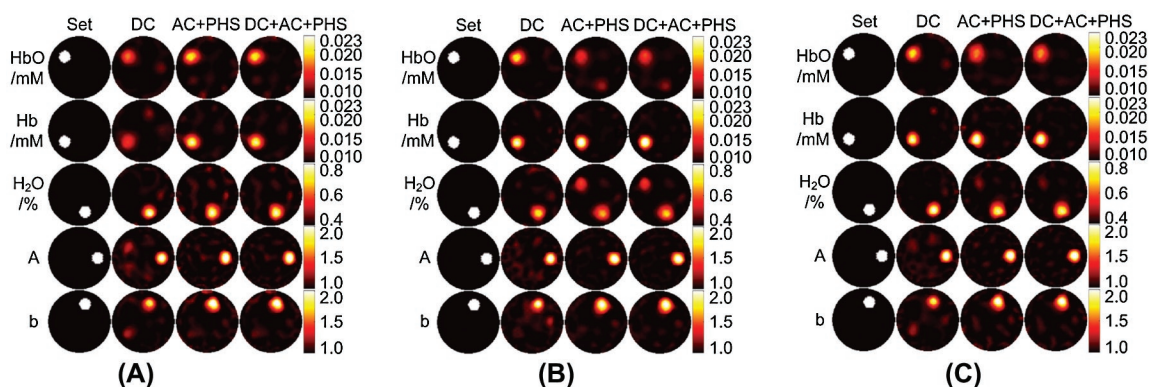 Set DC AC+PHS DC+AC+PHS
HbO /mM 0.023 0.020 0.015 0.010
Hb /mM 0.023 0.020 0.015 0.010
H₂O /% 0.8 0.6 0.4
A 2.0 1.5 1.0
b 2.0 1.5 1.0
(A)
Set DC AC+PHS DC+AC+PHS
HbO /mM 0.023 0.020 0.015 0.010
Hb /mM 0.023 0.020 0.015 0.010
H₂O /% 0.8 0.6 0.4
A 2.0 1.5 1.0
b 2.0 1.5 1.0
(B)
Set DC AC+PHS DC+AC+PHS
HbO /mM 0.023 0.020 0.015 0.010
Hb /mM 0.023 0.020 0.015 0.010
H₂O /% 0.8 0.6 0.4
A 2.0 1.5 1.0
b 2.0 1.5 1.0
(C)